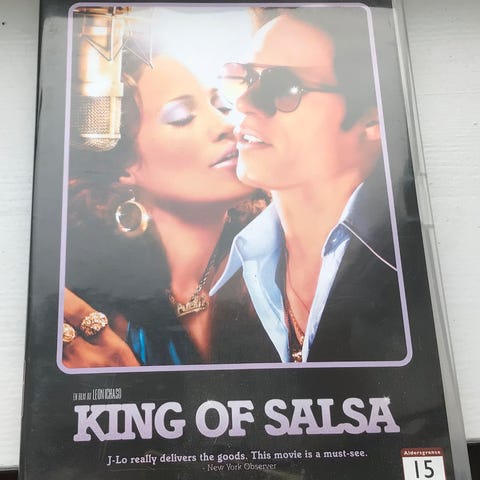 EN FILM AV LEON ICHASO
KING OF SALSA
J-Lo really delivers the goods. This movie is a must-see.
- New York Observer
Aldersgrense
15